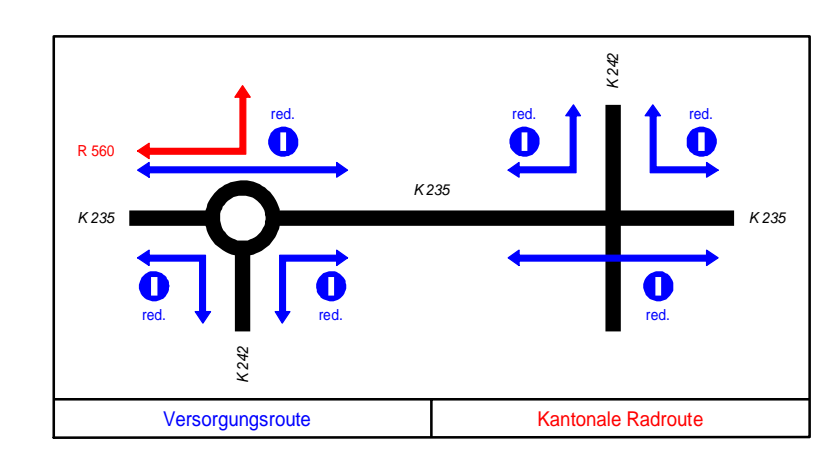 K 242
red.
red.
red.
R 560
K 235
K 235
K 235
red.
red.
red.
K 242
Versorgungsroute
Kantonale Radroute